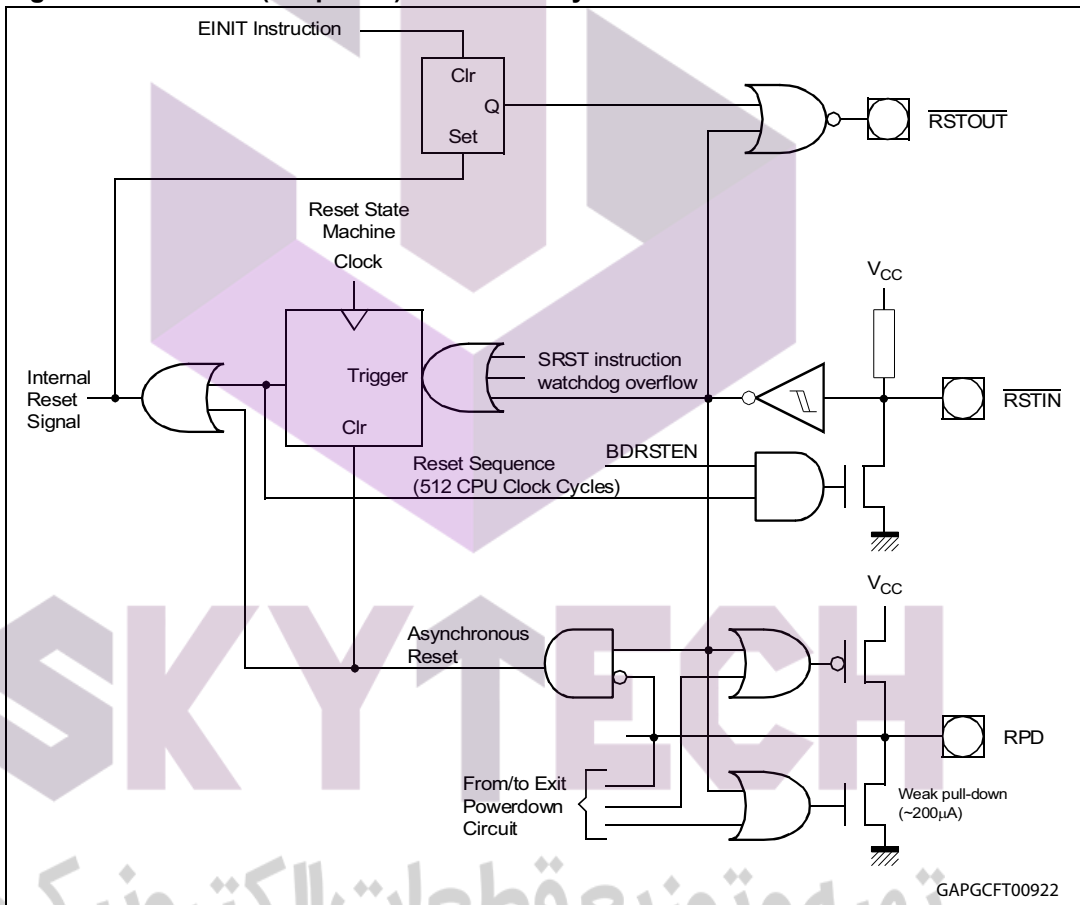 EINIT Instruction
Clr
Q
Set
RSTOUT
Reset State
Machine
Clock
VCC
Trigger
SRST instruction
watchdog overflow
Internal
Reset
Signal
RSTIN
Clr
BDRSTEN
Reset Sequence
(512 CPU Clock Cycles)
VCC
Asynchronous
Reset
RPD
From/to Exit
Powerdown
Circuit
Weak pull-down
(~200µA)
SKYTECH
GAPGCFT00922